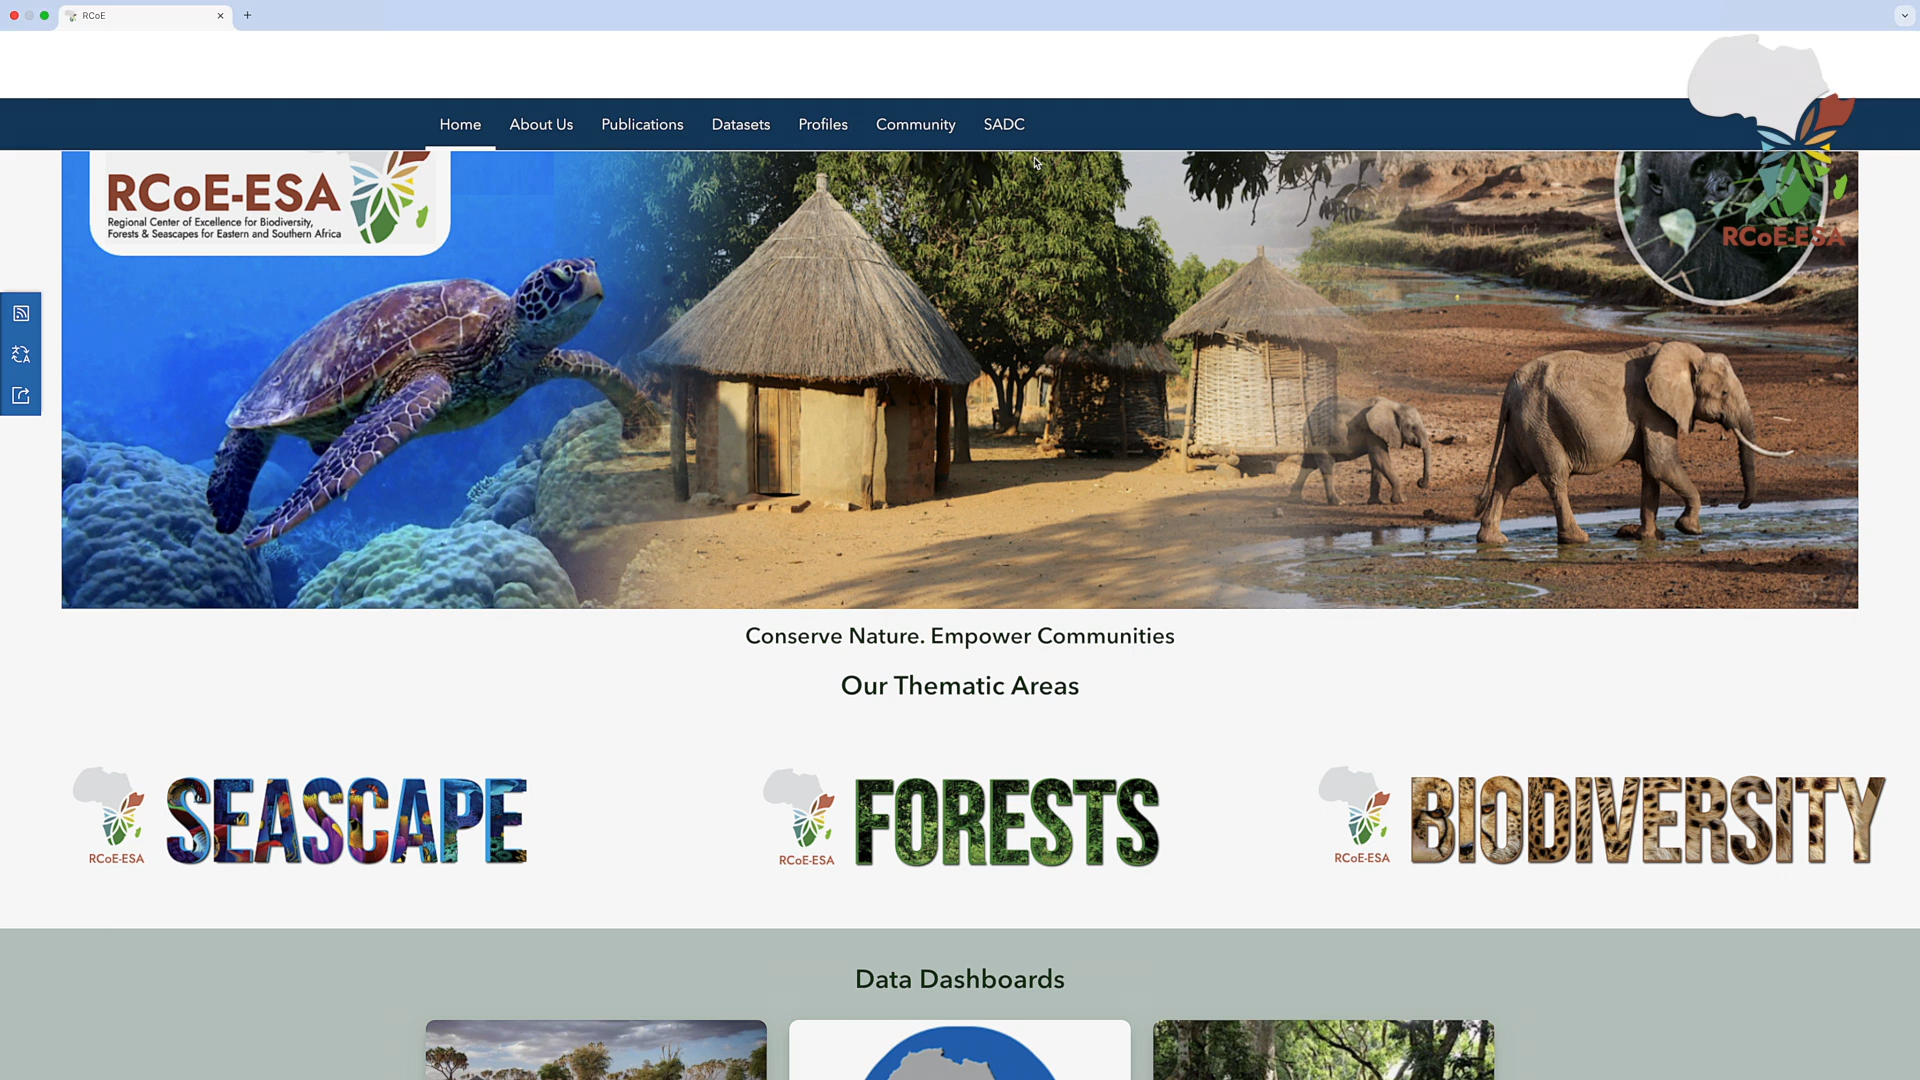 RCoE
Home About Us Publications Datasets Profiles Community SADC
RCoE-ESA
Regional Center of Excellence for Biodiversity,
Forests & Seascapes for Eastern and Southern Africa
RCoE-ESA
Conserve Nature. Empower Communities
Our Thematic Areas
RCoE-ESA
SEASCAPE
RCoE-ESA
FORESTS
RCoE-ESA
BIODIVERSITY
Data Dashboards